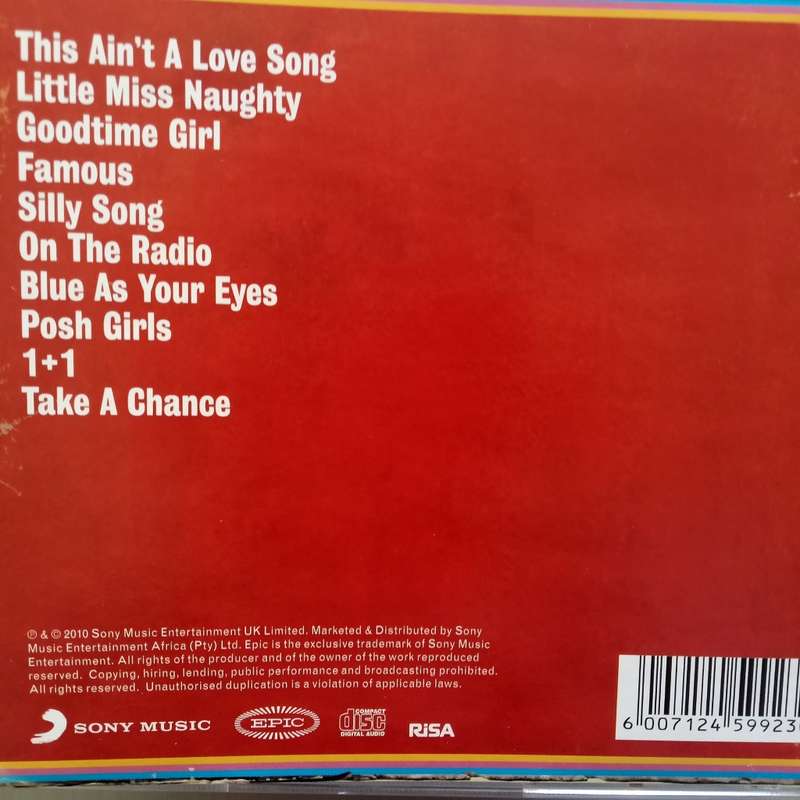 This Ain't A Love Song
Little Miss Naughty
Goodtime Girl
Famous
Silly Song
On The Radio
Blue As Your Eyes
Posh Girls
1+1
Take A Chance
℗ & © 2010 Sony Music Entertainment UK Limited. Marketed & Distributed by Sony
Music Entertainment Africa (Pty) Ltd. Epic is the exclusive trademark of Sony Music
Entertainment. All rights of the producer and of the owner of the work reproduced
reserved. Copying, hiring, lending, public performance and broadcasting prohibited.
All rights reserved. Unauthorised duplication is a violation of applicable laws.
SONY MUSIC
EPIC
COMPACT
disc
DIGITAL AUDIO
RiSA
6 007124 59923